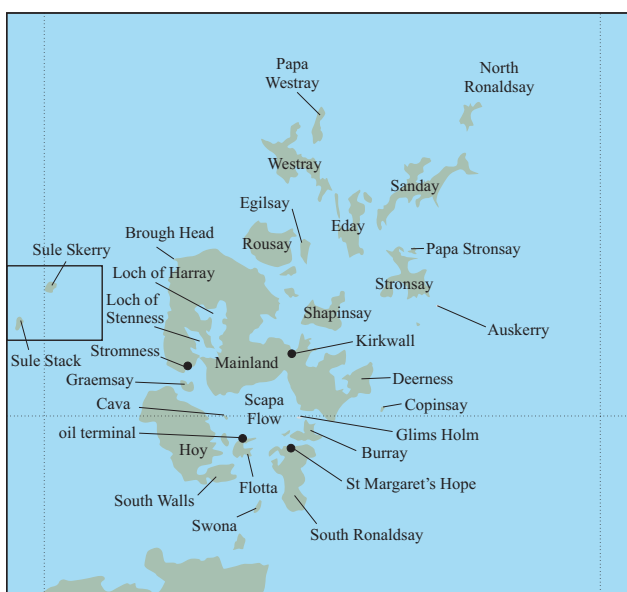 Papa
Westray
North
Ronaldsay
Westray
Sanday
Egilsay
Eday
Brough Head
Rousay
Papa Stronsay
Sule Skerry
Loch of Harray
Stronsay
Loch of
Stenness
Shapinsay
Auskerry
Stromness
Kirkwall
Sule Stack
Mainland
Graemsay
Deerness
Cava
Scapa
Flow
Copinsay
oil terminal
Glims Holm
Hoy
Burray
Flotta
St Margaret's Hope
South Walls
Swona
South Ronaldsay